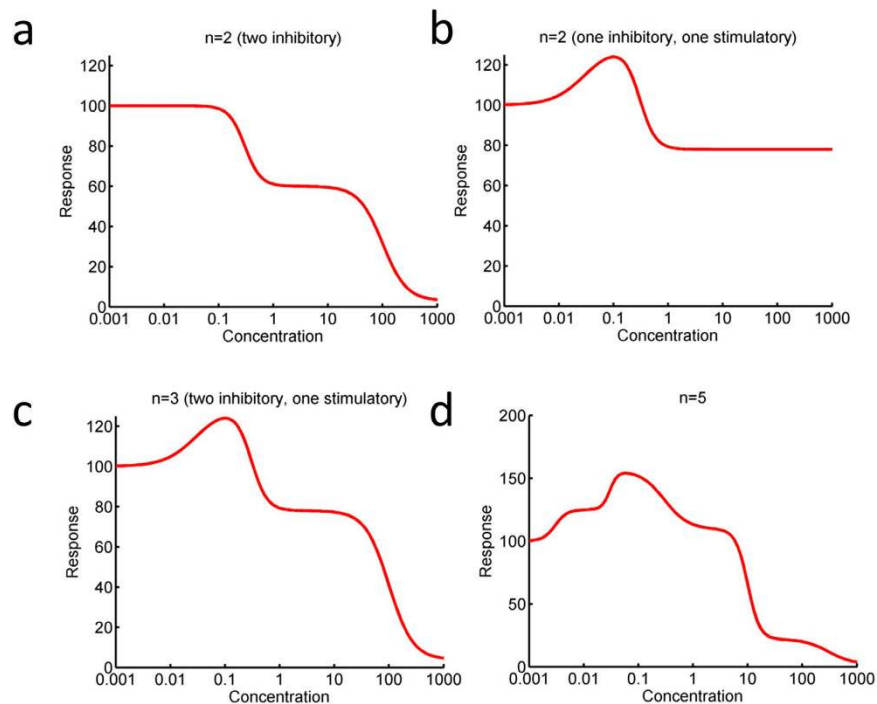 a
n=2 (two inhibitory)
120
100
80
60
40
20
0
Response
0.001 0.01 0.1 1 10 100 1000
Concentration
b
n=2 (one inhibitory, one stimulatory)
120
100
80
60
40
20
0
Response
0.001 0.01 0.1 1 10 100 1000
Concentration
c
n=3 (two inhibitory, one stimulatory)
120
100
80
60
40
20
0
Response
0.001 0.01 0.1 1 10 100 1000
Concentration
d
n=5
200
150
100
50
0
Response
0.001 0.01 0.1 1 10 100 1000
Concentration